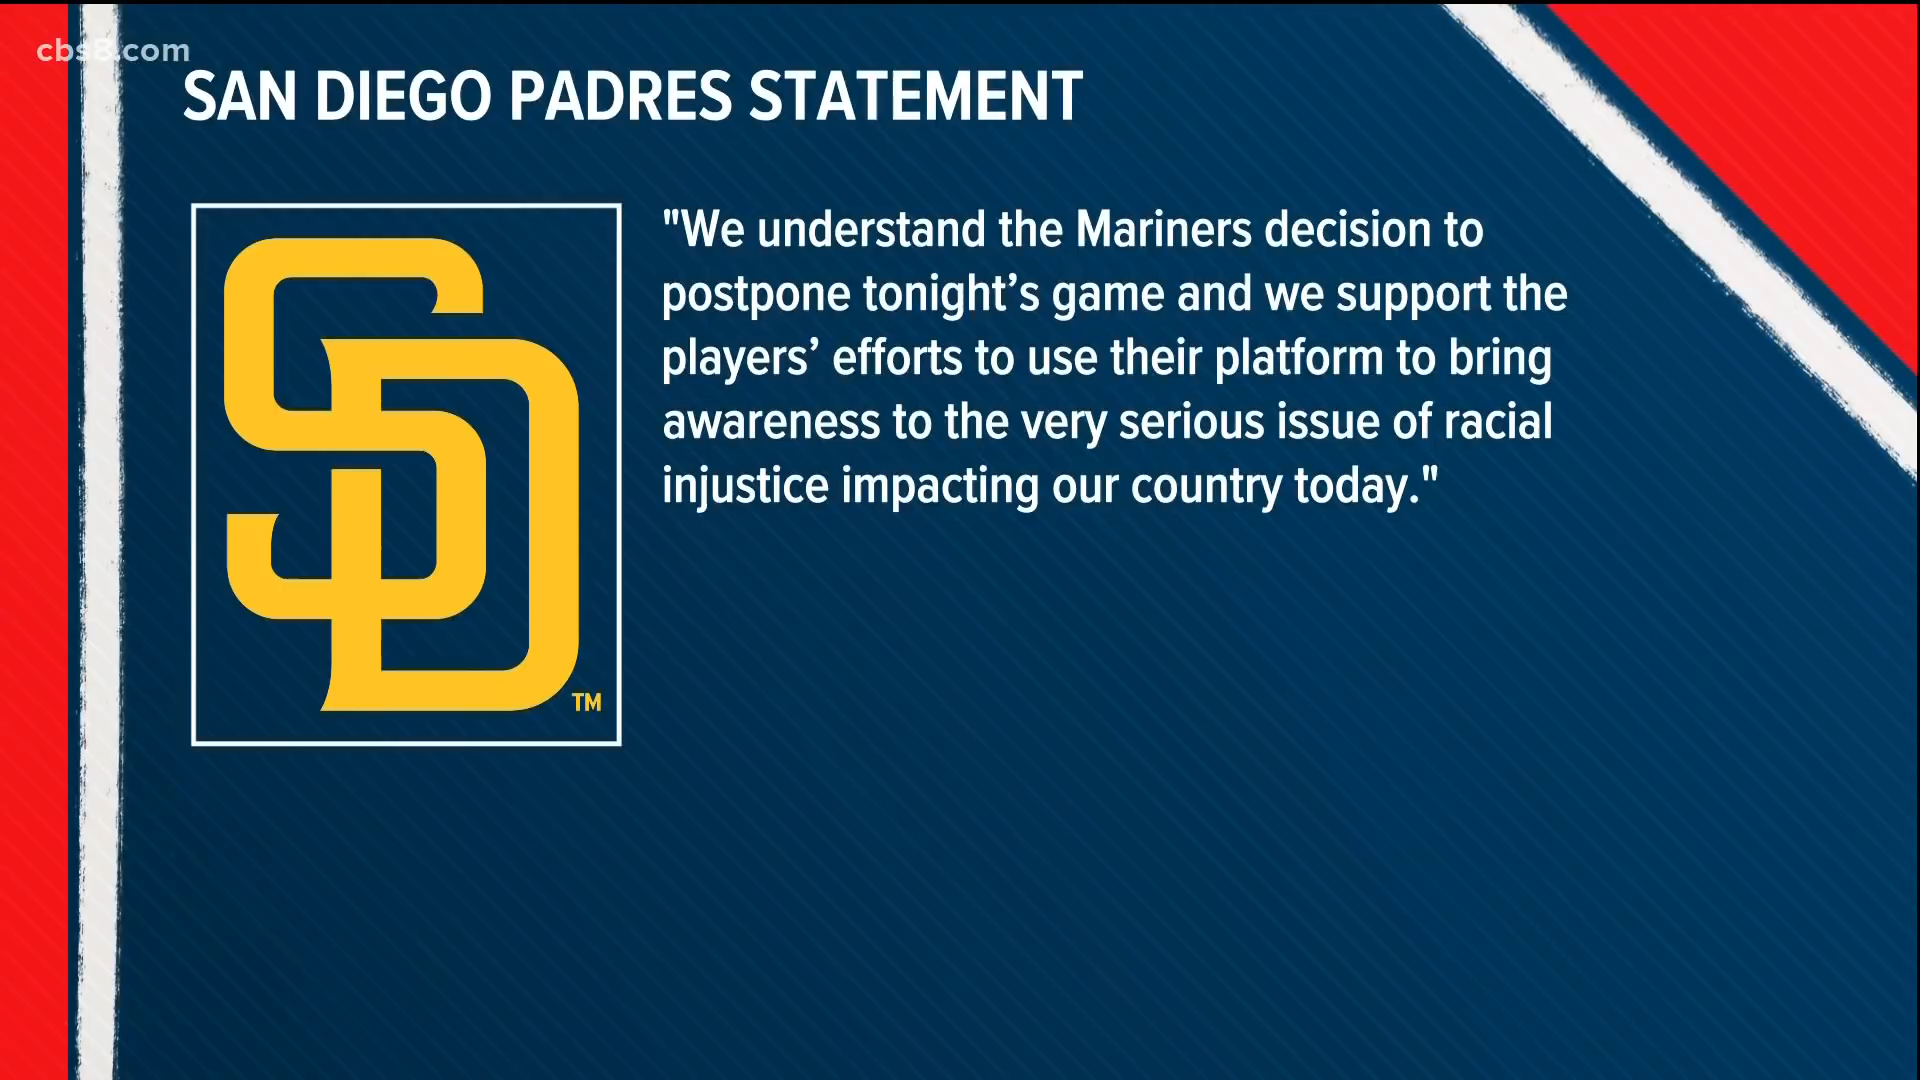 cbs8.com
SAN DIEGO PADRES STATEMENT
"We understand the Mariners decision to
postpone tonight’s game and we support the
players’ efforts to use their platform to bring
awareness to the very serious issue of racial
injustice impacting our country today."
SD
TM